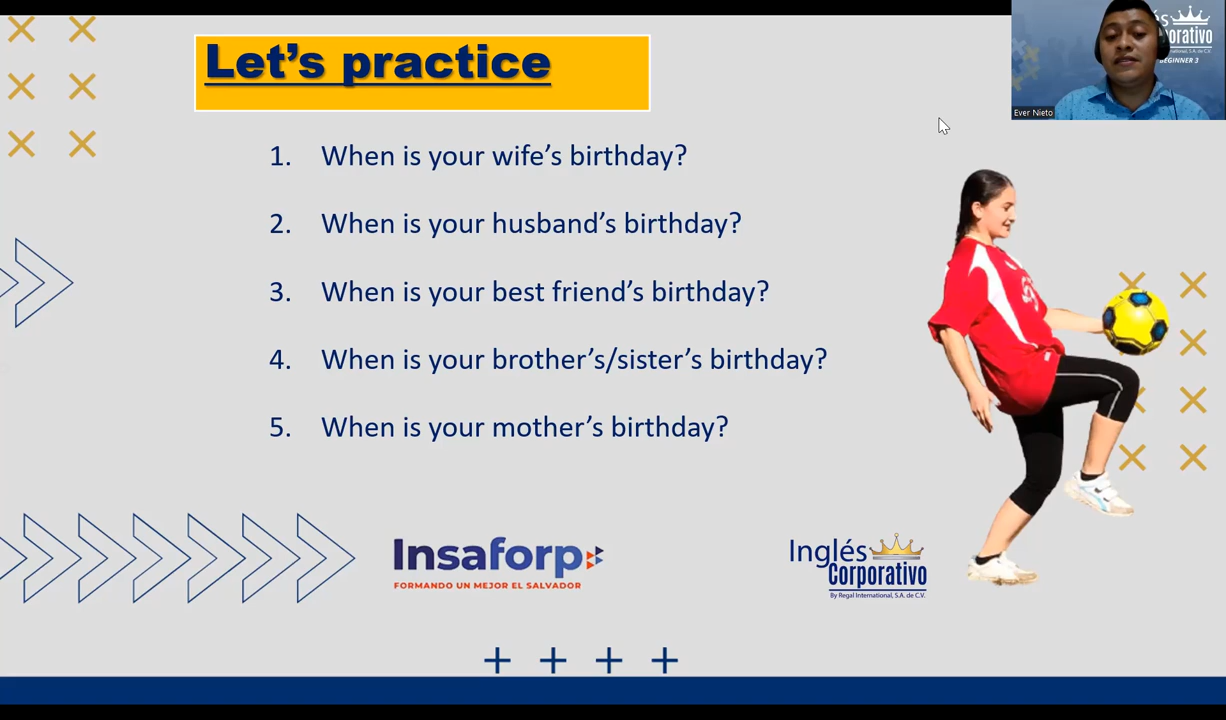 Let's practice
1. When is your wife's birthday?
2. When is your husband's birthday?
3. When is your best friend's birthday?
4. When is your brother's/sister's birthday?
5. When is your mother's birthday?
Insaforp
FORMANDO UN MEJOR EL SALVADOR
Inglés
Corporativo
By Regal International, S.A. de C.V.
Ever Nieto
BEGINNER 3